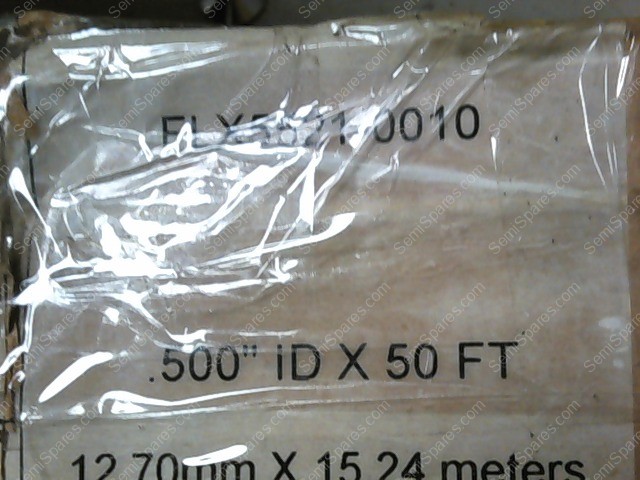 .500" ID X 50 FT
12.70mm X 15.24 meters